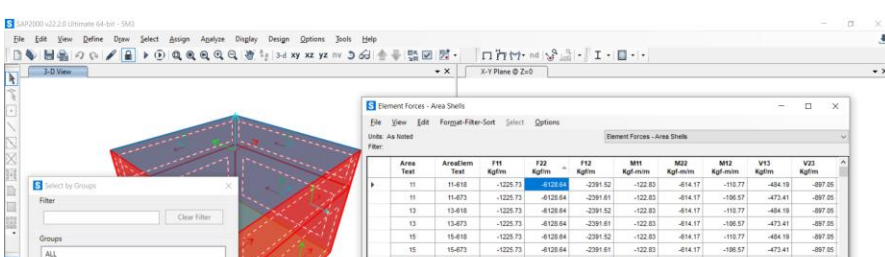 SAP2000 v22.2.0 Ultimate 64-bit - SM3
File Edit View Define Draw Select Assign Analyze Display Design Options Tools Help
3-d xy xz yz nv nd
3-D View X-Y Plane @ Z=0
Element Forces - Area Shells
File View Edit Format-Filter-Sort Select Options
Units: As Noted Element Forces - Area Shells
Filter:
Area AreaElem F11 F22 F12 M11 M22 M12 V13 V23
Text Text Kgf/m Kgf/m Kgf/m Kgf-m/m Kgf-m/m Kgf-m/m Kgf/m Kgf/m
11 11-618 -1225.73 -6128.64 -2391.52 -122.83 -614.17 -110.77 -484.19 -897.05
11 11-673 -1225.73 -6128.64 -2391.61 -122.83 -614.17 -106.57 -473.41 -897.05
13 13-618 -1225.73 -6128.64 -2391.52 -122.83 -614.17 -110.77 -484.19 -897.05
13 13-673 -1225.73 -6128.64 -2391.61 -122.83 -614.17 -106.57 -473.41 -897.05
15 15-618 -1225.73 -6128.64 -2391.52 -122.83 -614.17 -110.77 -484.19 -897.05
15 15-673 -1225.73 -6128.64 -2391.61 -122.83 -614.17 -106.57 -473.41 -897.05
Select by Groups
Filter
Clear Filter
Groups
ALL